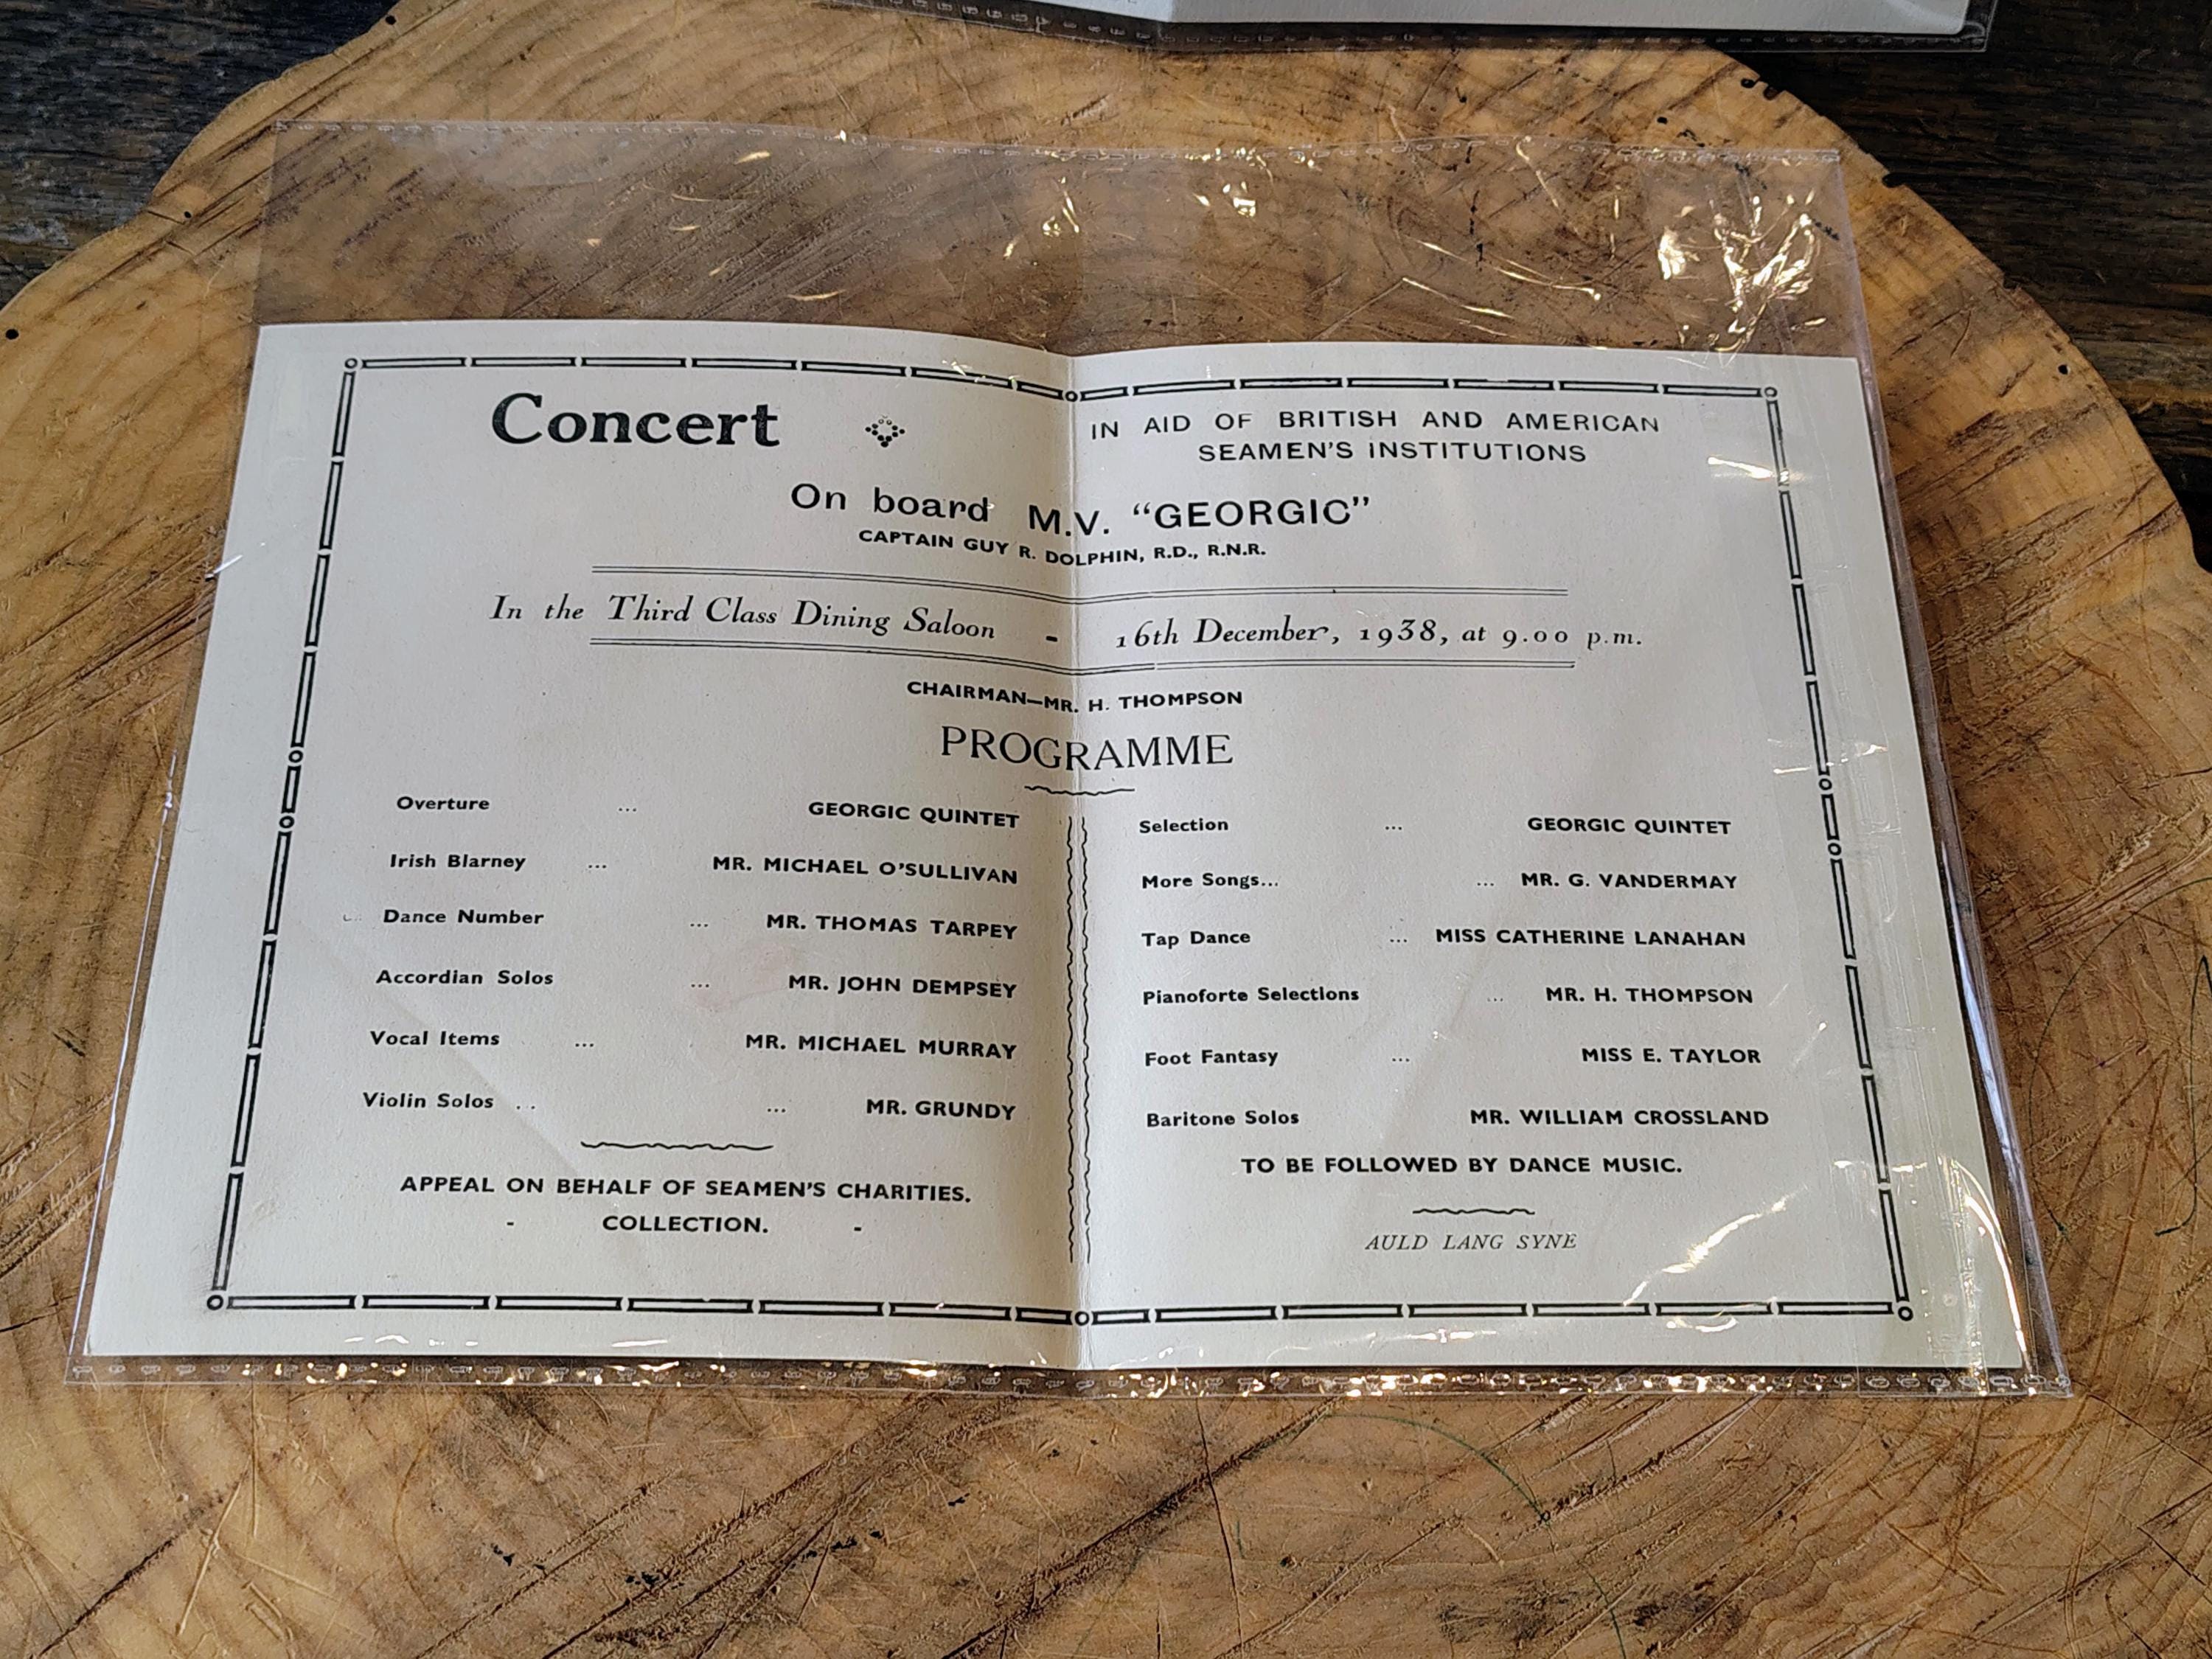 Concert
IN AID OF BRITISH AND AMERICAN
SEAMEN'S INSTITUTIONS
On board M.V. "GEORGIC"
CAPTAIN GUY R. DOLPHIN, R.D., R.N.R.
In the Third Class Dining Saloon - 16th December, 1938, at 9.00 p.m.
CHAIRMAN—MR. H. THOMPSON
PROGRAMME
Overture ... GEORGIC QUINTET
Irish Blarney ... MR. MICHAEL O'SULLIVAN
Dance Number ... MR. THOMAS TARPEY
Accordian Solos ... MR. JOHN DEMPSEY
Vocal Items ... MR. MICHAEL MURRAY
Violin Solos .. ... MR. GRUNDY
APPEAL ON BEHALF OF SEAMEN'S CHARITIES.
- COLLECTION. -
Selection ... GEORGIC QUINTET
More Songs... ... MR. G. VANDERMAY
Tap Dance ... MISS CATHERINE LANAHAN
Pianoforte Selections ... MR. H. THOMPSON
Foot Fantasy ... MISS E. TAYLOR
Baritone Solos MR. WILLIAM CROSSLAND
TO BE FOLLOWED BY DANCE MUSIC.
AULD LANG SYNE